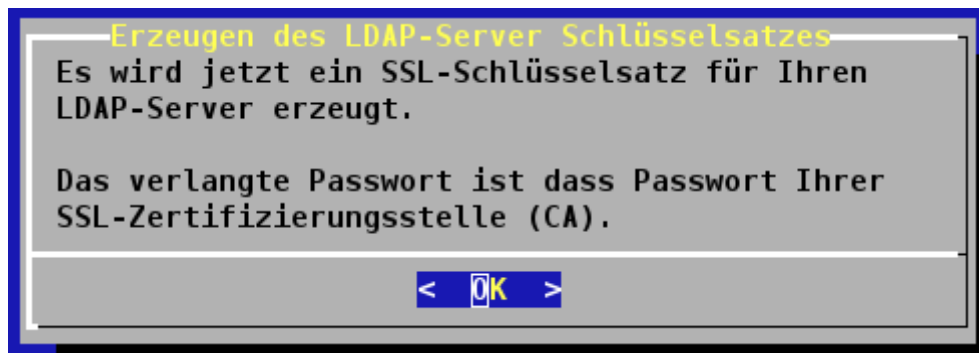 Erzeugen des LDAP-Server Schlüsselsatzes
Es wird jetzt ein SSL-Schlüsselsatz für Ihren
LDAP-Server erzeugt.
Das verlangte Passwort ist dass Passwort Ihrer
SSL-Zertifizierungsstelle (CA).
< OK >